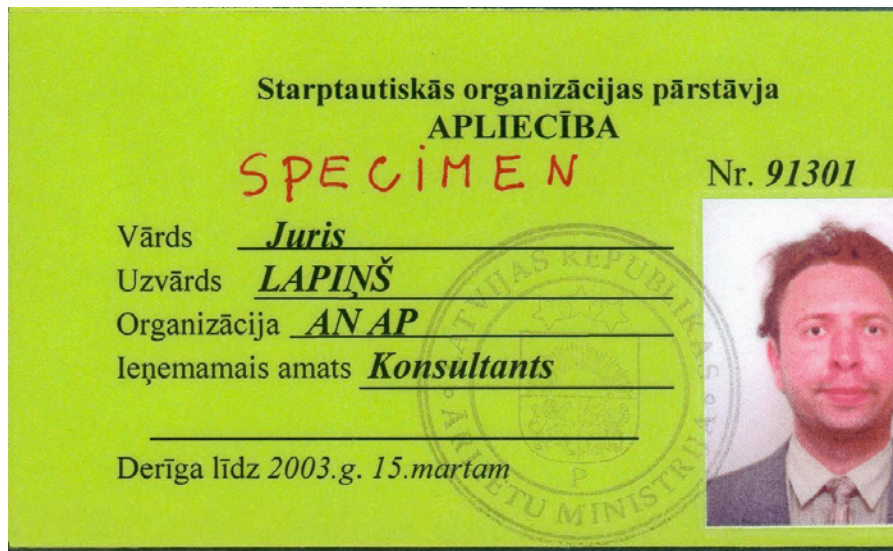 Starptautiskās organizācijas pārstāvja
APLIECĪBA
SPECIMEN
Nr. 91301
Vārds Juris
Uzvārds LAPIŅŠ
Organizācija AN AP
Ieņemamais amats Konsultants
Derīga līdz 2003.g. 15.martam
LATVIJAS REPUBLIKAS
ĀRLIETU MINISTRIJA
P